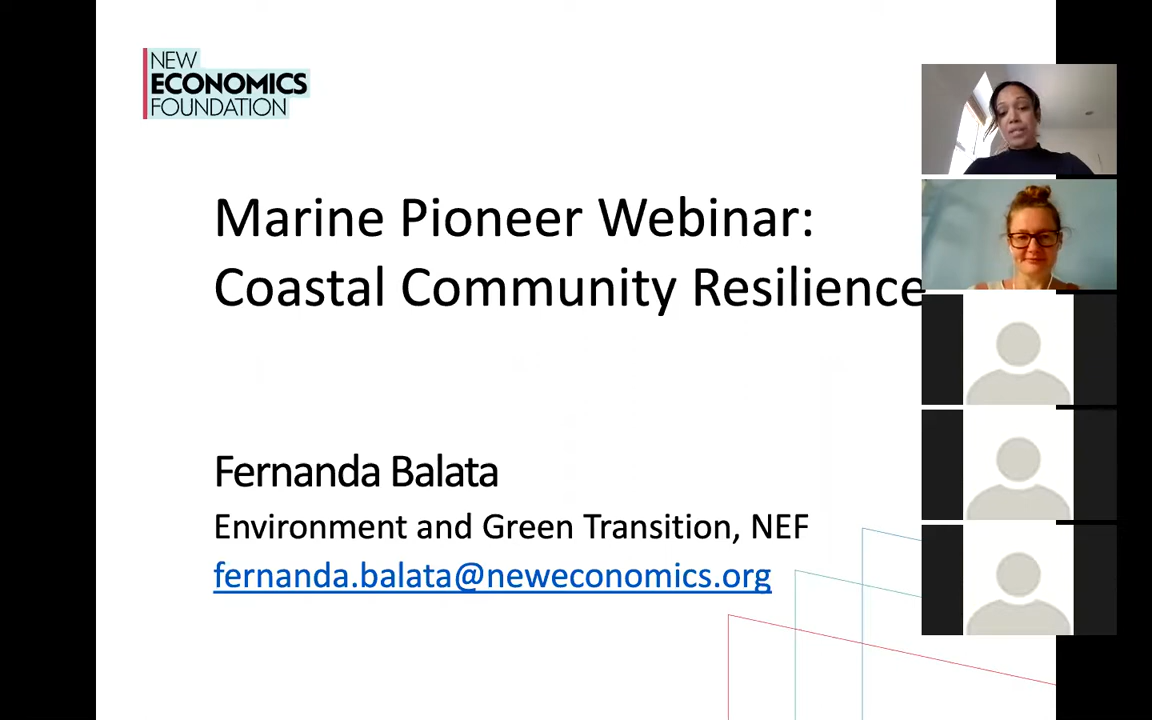 NEW
ECONOMICS
FOUNDATION
Marine Pioneer Webinar:
Coastal Community Resilience
Fernanda Balata
Environment and Green Transition, NEF
fernanda.balata@neweconomics.org